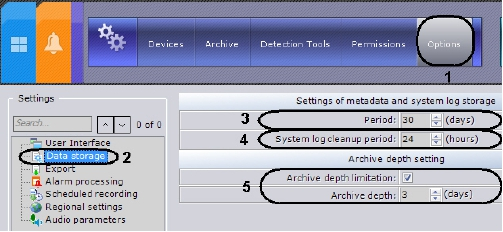 Devices Archive Detection Tools Permissions Options
1
Settings
Search... 0 of 0
User Interface
Data storage 2
Export
Alarm processing
Scheduled recording
Regional settings
Audio parameters
Settings of metadata and system log storage
3 Period: 30 (days)
4 System log cleanup period: 24 (hours)
Archive depth setting
5
Archive depth limitation:
Archive depth: 3 (days)